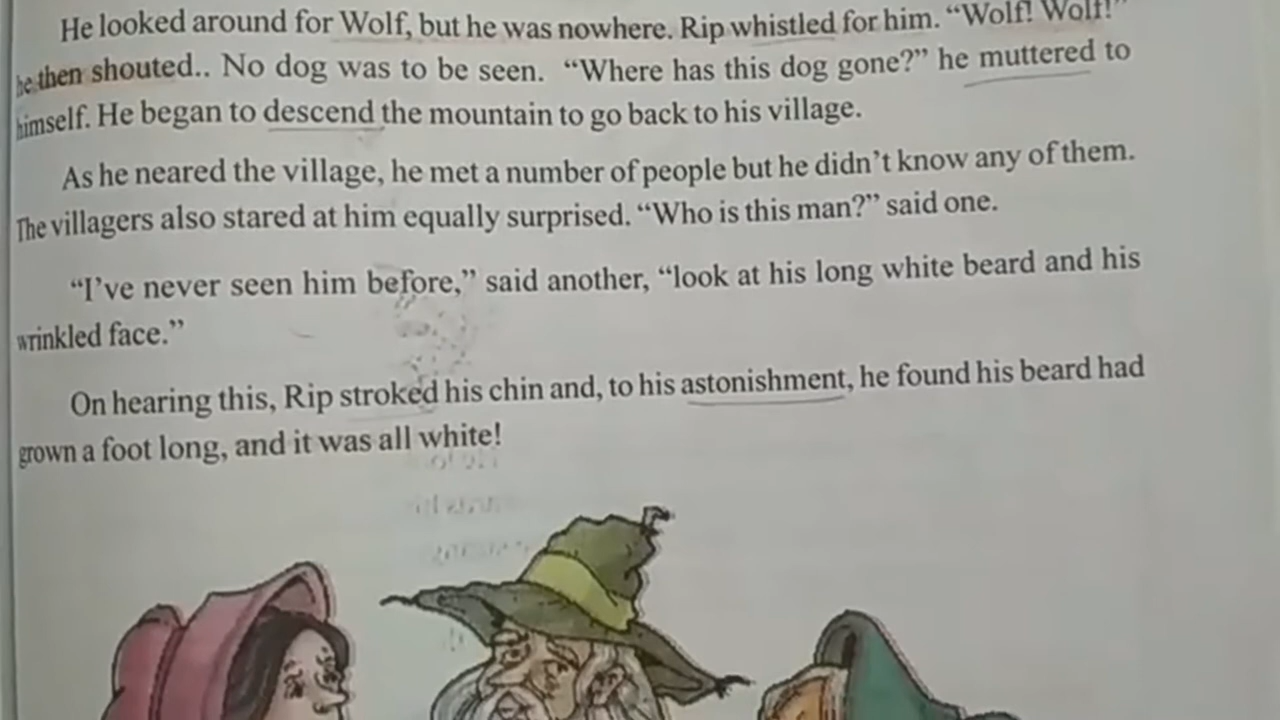 He looked around for Wolf, but he was nowhere. Rip whistled for him. “Wolf! Wolf!”
he then shouted.. No dog was to be seen. “Where has this dog gone?” he muttered to
himself. He began to descend the mountain to go back to his village.
As he neared the village, he met a number of people but he didn’t know any of them.
The villagers also stared at him equally surprised. “Who is this man?” said one.
“I’ve never seen him before,” said another, “look at his long white beard and his
wrinkled face.”
On hearing this, Rip stroked his chin and, to his astonishment, he found his beard had
grown a foot long, and it was all white!